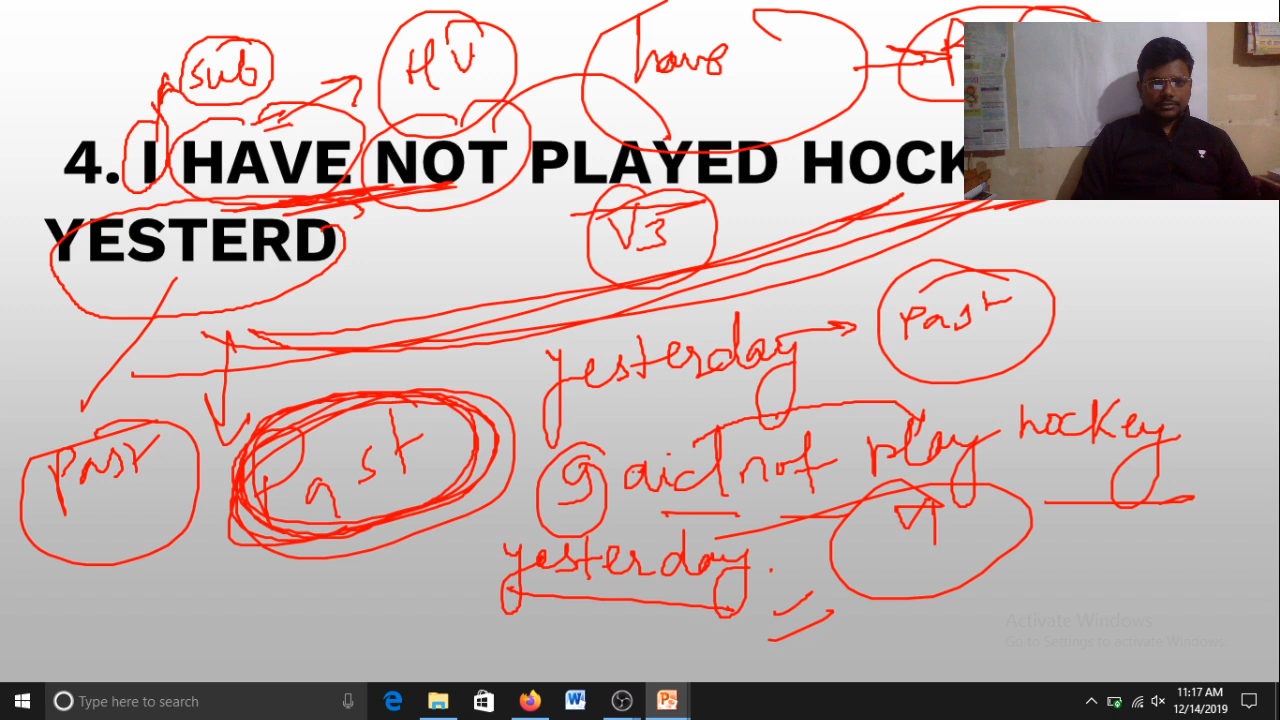 sub
HV
have
4. I HAVE NOT PLAYED HOCK
YESTERD
V3
past
yesterday
past
Past
I did not play hockey
V1
yesterday.
Activate Windows
Go to Settings to activate Windows.
Type here to search
11:17 AM
12/14/2019